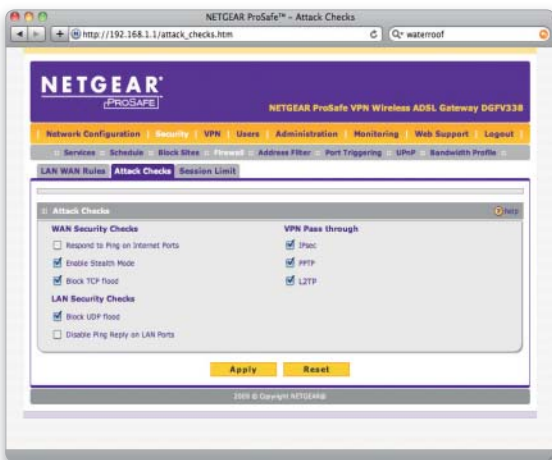 NETGEAR ProSafe™ – Attack Checks
http://192.168.1.1/attack_checks.htm
waterroof
NETGEAR®
PROSAFE
NETGEAR ProSafe VPN Wireless ADSL Gateway DGFV338
Network Configuration | Security | VPN | Users | Administration | Monitoring | Web Support | Logout
Services :: Schedule :: Block Sites :: Firewall :: Address Filter :: Port Triggering :: UPnP :: Bandwidth Profile
LAN WAN Rules Attack Checks Session Limit
Attack Checks help
WAN Security Checks
Respond to Ping on Internet Ports
Enable Stealth Mode
Block TCP flood
LAN Security Checks
Block UDP flood
Disable Ping Reply on LAN Ports
VPN Pass through
IPsec
PPTP
L2TP
Apply Reset
2009 © Copyright NETGEAR®